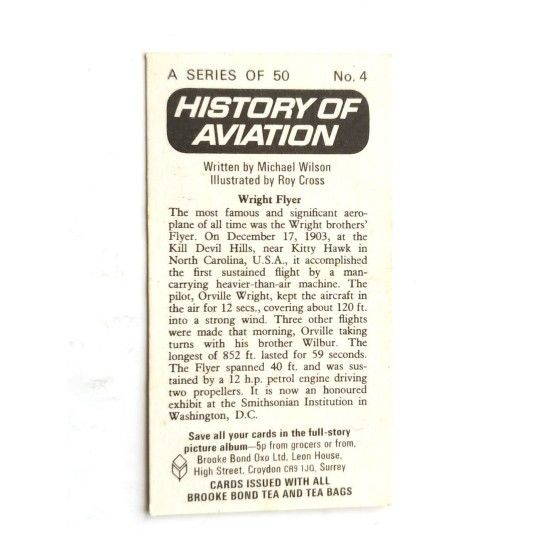 A SERIES OF 50 No. 4
HISTORY OF
AVIATION
Written by Michael Wilson
Illustrated by Roy Cross
Wright Flyer
The most famous and significant aero-
plane of all time was the Wright brothers'
Flyer. On December 17, 1903, at the
Kill Devil Hills, near Kitty Hawk in
North Carolina, U.S.A., it accomplished
the first sustained flight by a man-
carrying heavier-than-air machine. The
pilot, Orville Wright, kept the aircraft in
the air for 12 secs., covering about 120 ft.
into a strong wind. Three other flights
were made that morning, Orville taking
turns with his brother Wilbur. The
longest of 852 ft. lasted for 59 seconds.
The Flyer spanned 40 ft. and was sus-
tained by a 12 h.p. petrol engine driving
two propellers. It is now an honoured
exhibit at the Smithsonian Institution in
Washington, D.C.
Save all your cards in the full-story
picture album—5p from grocers or from,
Brooke Bond Oxo Ltd, Leon House,
High Street, Croydon CR9 1JQ, Surrey
CARDS ISSUED WITH ALL
BROOKE BOND TEA AND TEA BAGS